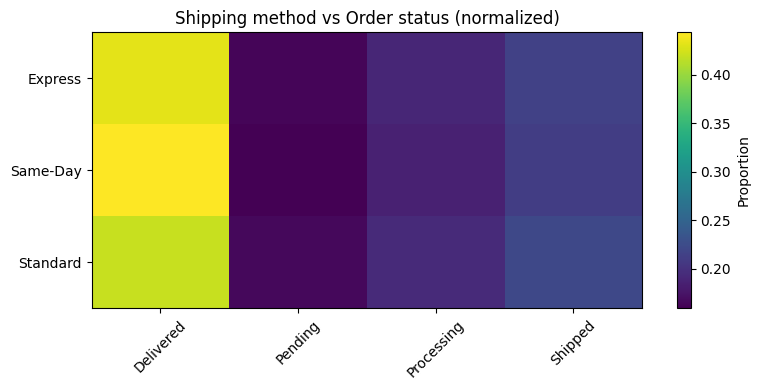 Shipping method vs Order status (normalized)
Express
Same-Day
Standard
Delivered
Pending
Processing
Shipped
0.40
0.35
0.30
0.25
0.20
Proportion